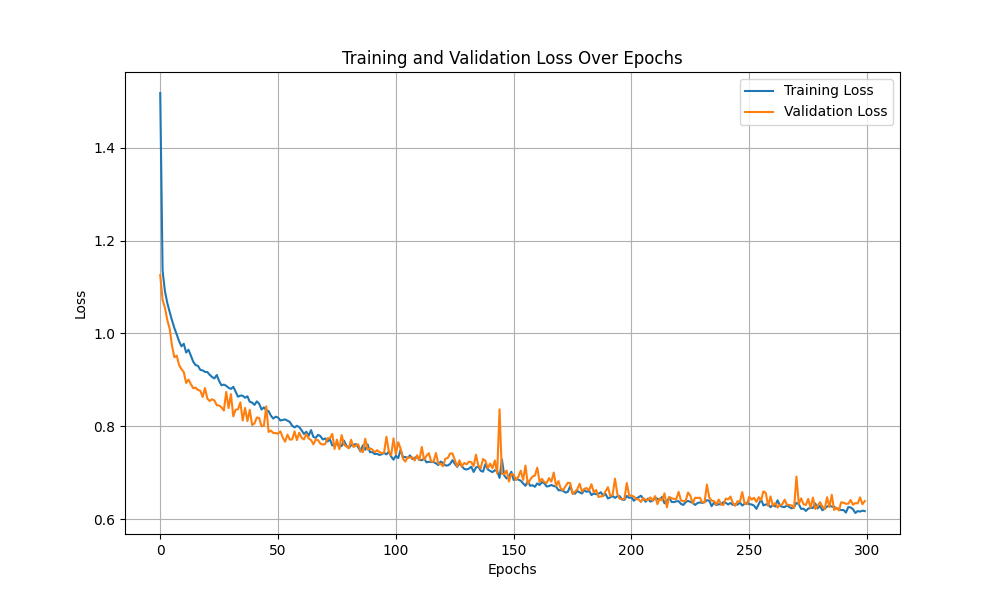 Training and Validation Loss Over Epochs
Training Loss
Validation Loss
1.4
1.2
1.0
0.8
0.6
Loss
0
50
100
150
200
250
300
Epochs